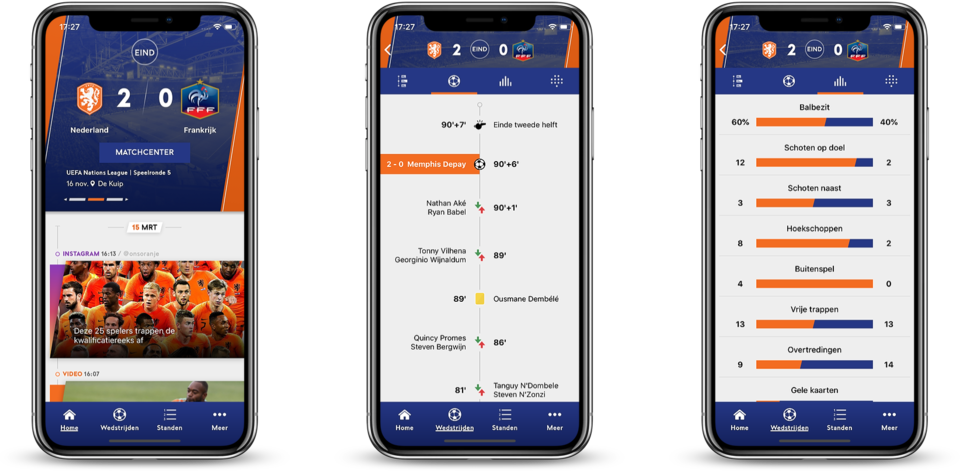 17:27
EIND
2 0
FFF
Nederland Frankrijk
MATCHCENTER
UEFA Nations League | Speelronde 5
16 nov. De Kuip
15 MRT
INSTAGRAM 16:13 / @onsoranje
Deze 25 spelers trappen de
kwalificatiereeks af
VIDEO 16:07
Home Wedstrijden Standen Meer
17:27
2 EIND 0
90'+7' Einde tweede helft
2 - 0 Memphis Depay 90'+6'
Nathan Aké
Ryan Babel
90'+1'
Tonny Vilhena
Georginio Wijnaldum
89'
89' Ousmane Dembélé
Quincy Promes
Steven Bergwijn
86'
81'
Tanguy N'Dombele
Steven N'Zonzi
Home Wedstrijden Standen Meer
17:27
2 EIND 0
Balbezit
60% 40%
Schoten op doel
12 2
Schoten naast
3 3
Hoekschoppen
8 2
Buitenspel
4 0
Vrije trappen
13 13
Overtredingen
9 14
Gele kaarten
Home Wedstrijden Standen Meer